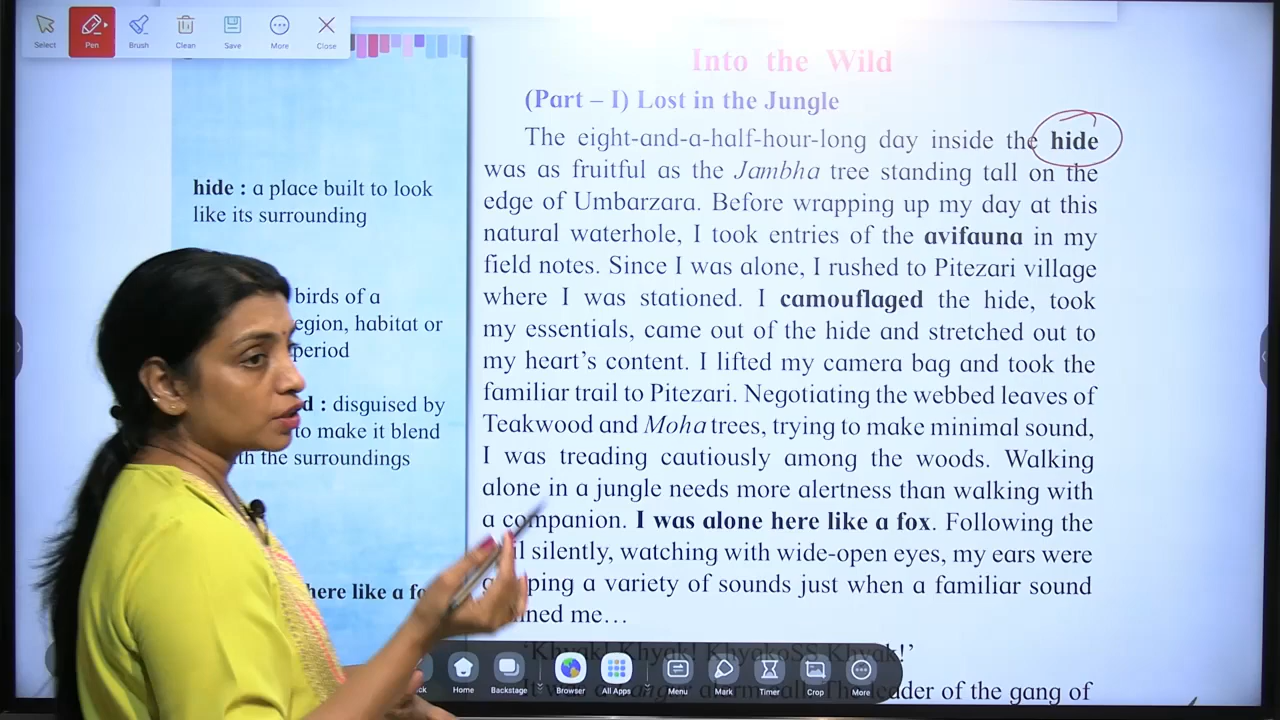 Select Pen Brush Clean Save More Close
Into the Wild
(Part – I) Lost in the Jungle
The eight-and-a-half-hour-long day inside the hide
was as fruitful as the Jambha tree standing tall on the
edge of Umbarzara. Before wrapping up my day at this
natural waterhole, I took entries of the avifauna in my
field notes. Since I was alone, I rushed to Pitezari village
where I was stationed. I camouflaged the hide, took
my essentials, came out of the hide and stretched out to
my heart's content. I lifted my camera bag and took the
familiar trail to Pitezari. Negotiating the webbed leaves of
Teakwood and Moha trees, trying to make minimal sound,
I was treading cautiously among the woods. Walking
alone in a jungle needs more alertness than walking with
a companion. I was alone here like a fox. Following the
silently, watching with wide-open eyes, my ears were
a variety of sounds just when a familiar sound
me…
'Khyak! Khyak! KhyakoSS Khyak!'
leader of the gang of
hide : a place built to look
like its surrounding
birds of a
habitat or
period
: disguised by
to make it blend
the surroundings
here like a
Home Backstage Browser All Apps Menu Mark Timer Crop More